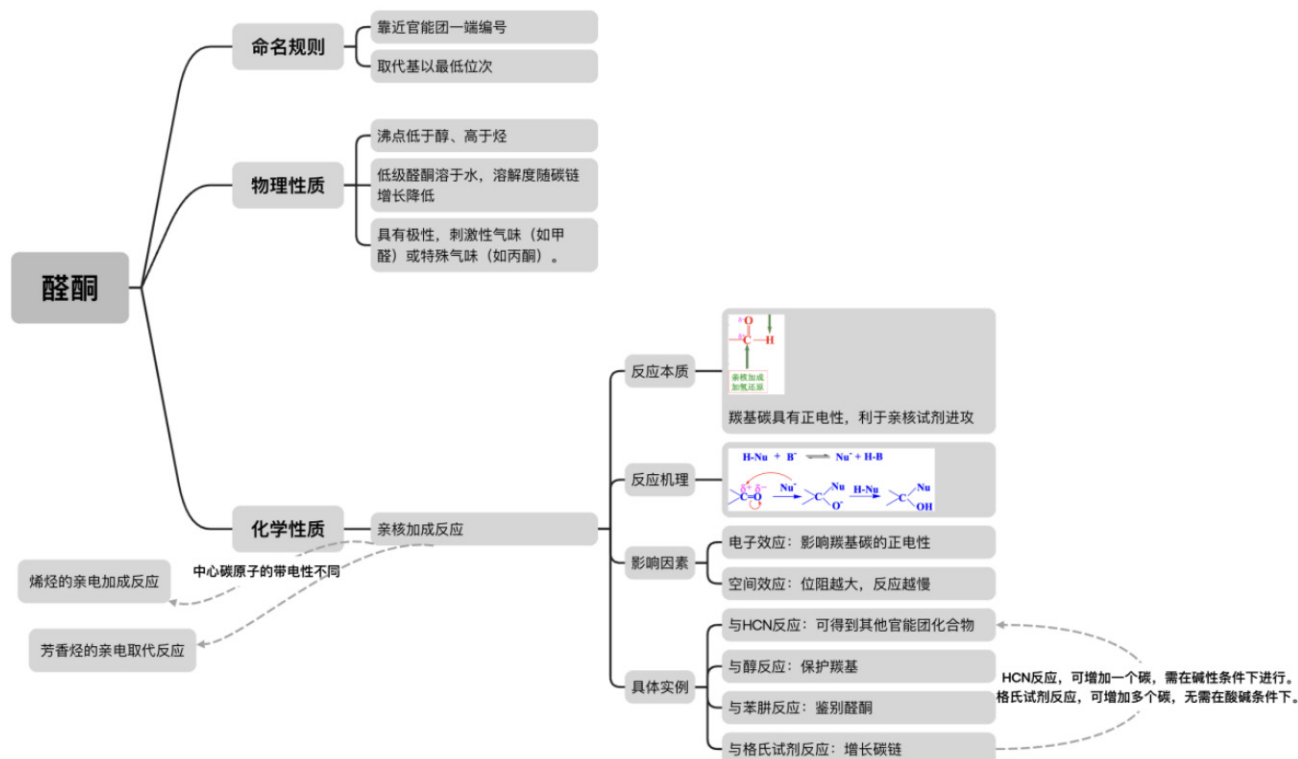 醛酮
命名规则
靠近官能团一端编号
取代基以最低位次
物理性质
沸点低于醇、高于烃
低级醛酮溶于水，溶解度随碳链
增长降低
具有极性，刺激性气味（如甲
醛）或特殊气味（如丙酮）。
化学性质
亲核加成反应
中心碳原子的带电性不同
烯烃的亲电加成反应
芳香烃的亲电取代反应
反应本质
δ⁻ O
δ⁺ C H
亲核加成
加氢还原
羰基碳具有正电性，利于亲核试剂进攻
反应机理
H-Nu + B⁻ ⇌ Nu⁻ + H-B
δ⁺ δ⁻ Nu⁻ Nu H-Nu Nu
C=O C C
O⁻ OH
影响因素
电子效应：影响羰基碳的正电性
空间效应：位阻越大，反应越慢
具体实例
与HCN反应：可得到其他官能团化合物
与醇反应：保护羰基
与苯肼反应：鉴别醛酮
与格氏试剂反应：增长碳链
HCN反应，可增加一个碳，需在碱性条件下进行。
格氏试剂反应，可增加多个碳，无需在酸碱条件下。